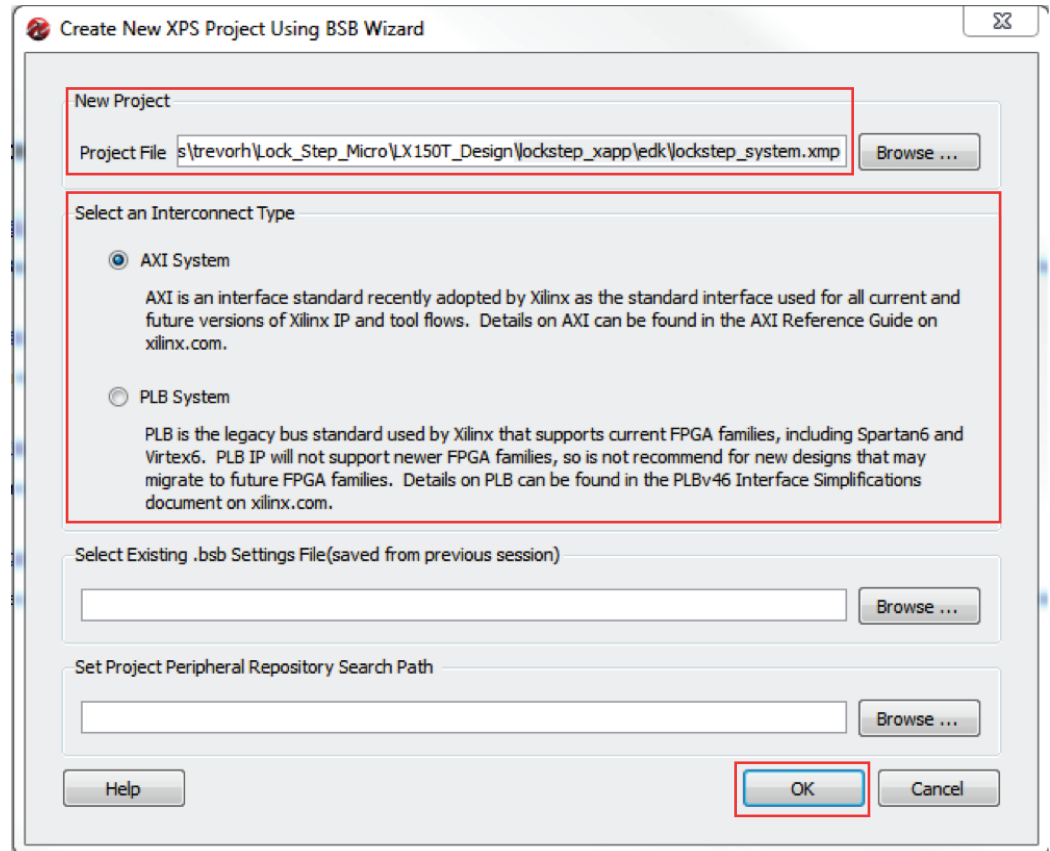 Create New XPS Project Using BSB Wizard
New Project
Project File s\trevorh\Lock_Step_Micro\LX150T_Design\lockstep_xapp\edk\lockstep_system.xmp Browse ...
Select an Interconnect Type
AXI System
AXI is an interface standard recently adopted by Xilinx as the standard interface used for all current and
future versions of Xilinx IP and tool flows. Details on AXI can be found in the AXI Reference Guide on
xilinx.com.
PLB System
PLB is the legacy bus standard used by Xilinx that supports current FPGA families, including Spartan6 and
Virtex6. PLB IP will not support newer FPGA families, so is not recommend for new designs that may
migrate to future FPGA families. Details on PLB can be found in the PLBv46 Interface Simplifications
document on xilinx.com.
Select Existing .bsb Settings File(saved from previous session)
Browse ...
Set Project Peripheral Repository Search Path
Browse ...
Help OK Cancel